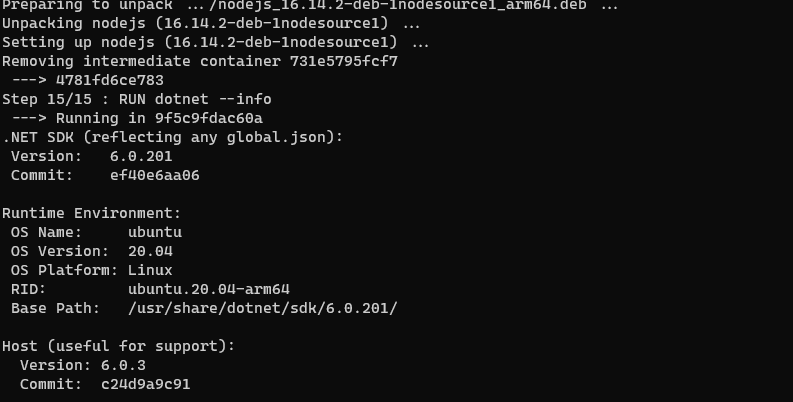 Preparing to unpack .../nodejs_16.14.2-deb-1nodesource1_arm64.deb ...
Unpacking nodejs (16.14.2-deb-1nodesource1) ...
Setting up nodejs (16.14.2-deb-1nodesource1) ...
Removing intermediate container 731e5795fcf7
 ---> 4781fd6ce783
Step 15/15 : RUN dotnet --info
 ---> Running in 9f5c9fdac60a
.NET SDK (reflecting any global.json):
 Version:   6.0.201
 Commit:    ef40e6aa06

Runtime Environment:
 OS Name:     ubuntu
 OS Version:  20.04
 OS Platform: Linux
 RID:         ubuntu.20.04-arm64
 Base Path:   /usr/share/dotnet/sdk/6.0.201/

Host (useful for support):
  Version: 6.0.3
  Commit:  c24d9a9c91